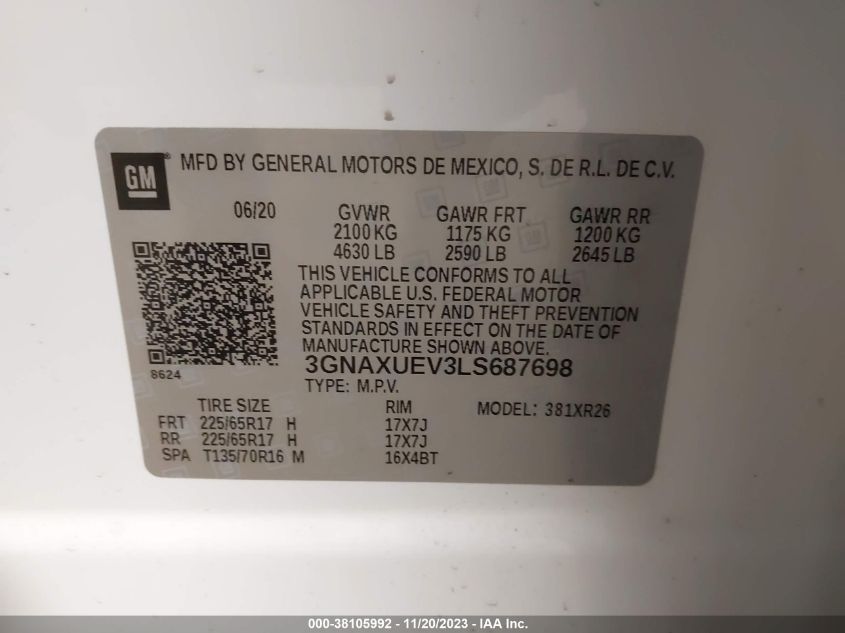 GM ® MFD BY GENERAL MOTORS DE MEXICO, S. DE R.L. DE C.V.
06/20 GVWR GAWR FRT GAWR RR
2100 KG 1175 KG 1200 KG
4630 LB 2590 LB 2645 LB
THIS VEHICLE CONFORMS TO ALL
APPLICABLE U.S. FEDERAL MOTOR
VEHICLE SAFETY AND THEFT PREVENTION
STANDARDS IN EFFECT ON THE DATE OF
MANUFACTURE SHOWN ABOVE.
8624 3GNAXUEV3LS687698
TYPE: M.P.V.
TIRE SIZE RIM MODEL: 381XR26
FRT 225/65R17 H 17X7J
RR 225/65R17 H 17X7J
SPA T135/70R16 M 16X4BT
000-38105992 - 11/20/2023 - IAA Inc.